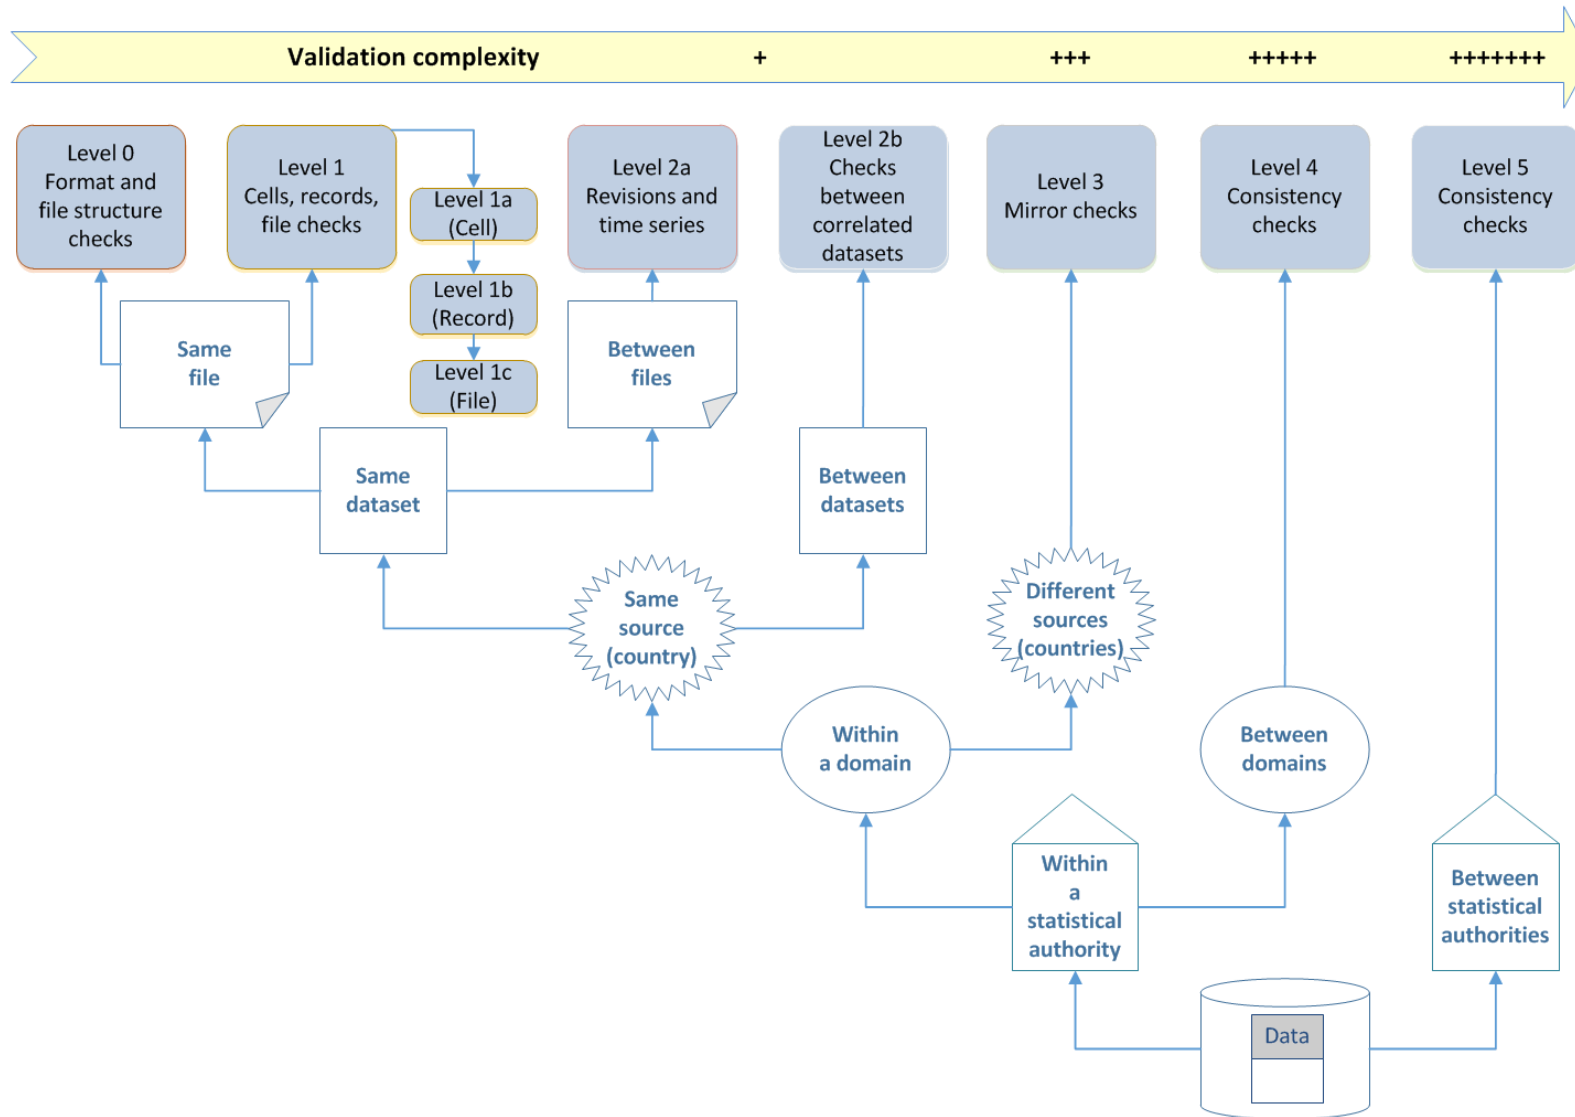 Validation complexity + +++ +++++ +++++++
Level 0
Format and
file structure
checks
Level 1
Cells, records,
file checks
Level 1a
(Cell)
Level 1b
(Record)
Level 1c
(File)
Level 2a
Revisions and
time series
Level 2b
Checks
between
correlated
datasets
Level 3
Mirror checks
Level 4
Consistency
checks
Level 5
Consistency
checks
Same
file
Between
files
Same
dataset
Between
datasets
Same
source
(country)
Different
sources
(countries)
Within
a domain
Between
domains
Within
a
statistical
authority
Between
statistical
authorities
Data